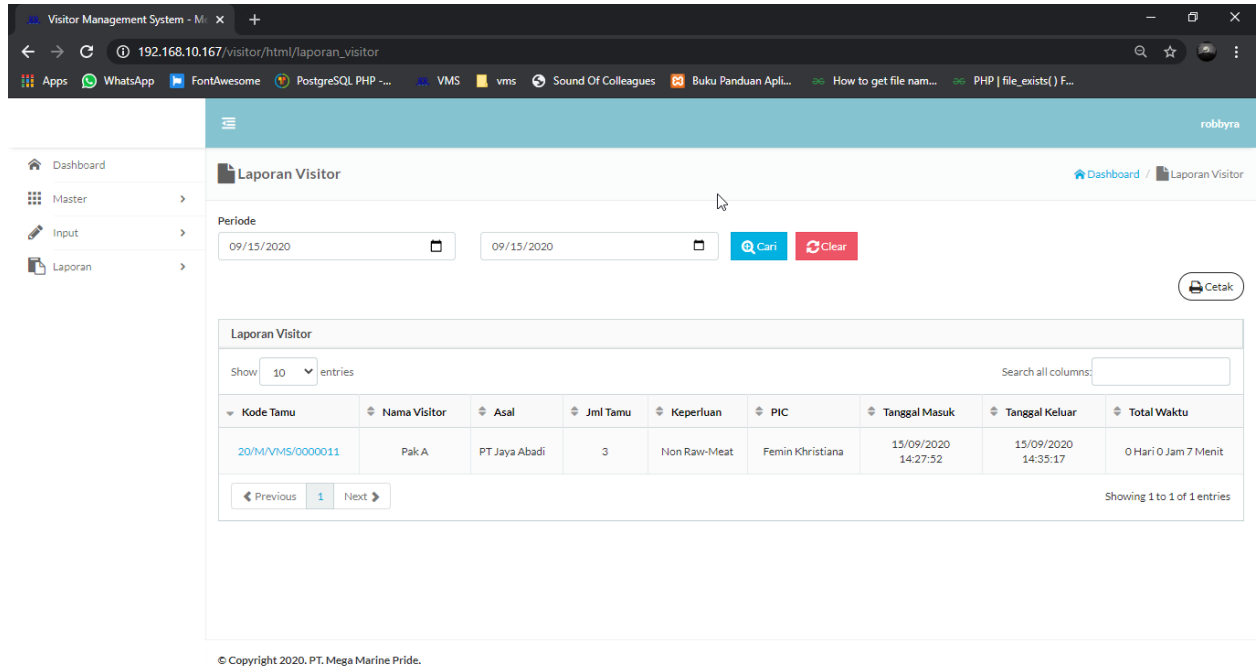 Visitor Management System - M
192.168.10.167/visitor/html/laporan_visitor
Apps WhatsApp FontAwesome PostgreSQL PHP -... VMS vms Sound Of Colleagues Buku Panduan Apli... How to get file nam... PHP | file_exists( ) F...
robbyra
Dashboard
Master
Input
Laporan
Laporan Visitor
Dashboard / Laporan Visitor
Periode
09/15/2020 09/15/2020 Cari Clear
Cetak
Laporan Visitor
Show 10 entries Search all columns:
Kode Tamu Nama Visitor Asal Jml Tamu Keperluan PIC Tanggal Masuk Tanggal Keluar Total Waktu
20/M/VMS/0000011 Pak A PT Jaya Abadi 3 Non Raw-Meat Femin Khristiana 15/09/2020 14:27:52 15/09/2020 14:35:17 0 Hari 0 Jam 7 Menit
Previous 1 Next Showing 1 to 1 of 1 entries
© Copyright 2020. PT. Mega Marine Pride.